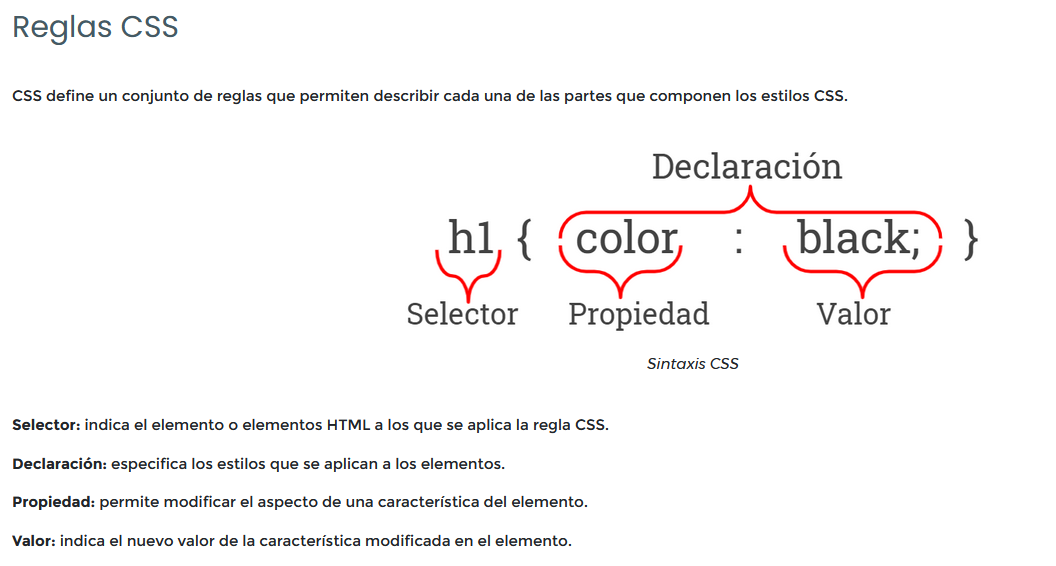 Reglas CSS
CSS define un conjunto de reglas que permiten describir cada una de las partes que componen los estilos CSS.
Declaración
h1 { color : black; }
Selector Propiedad Valor
Sintaxis CSS
Selector: indica el elemento o elementos HTML a los que se aplica la regla CSS.
Declaración: especifica los estilos que se aplican a los elementos.
Propiedad: permite modificar el aspecto de una característica del elemento.
Valor: indica el nuevo valor de la característica modificada en el elemento.